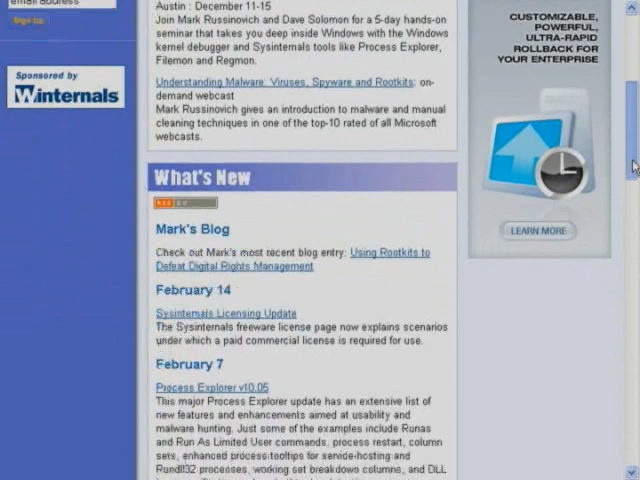 email address
Sign Up
Sponsored by
Winternals
Austin : December 11-15
Join Mark Russinovich and Dave Solomon for a 5-day hands-on
seminar that takes you deep inside Windows with the Windows
kernel debugger and Sysinternals tools like Process Explorer,
Filemon and Regmon.
Understanding Malware: Viruses, Spyware and Rootkits: on-
demand webcast
Mark Russinovich gives an introduction to malware and manual
cleaning techniques in one of the top-10 rated of all Microsoft
webcasts.
What's New
RSS 2.0
Mark's Blog
Check out Mark's most recent blog entry: Using Rootkits to
Defeat Digital Rights Management
February 14
Sysinternals Licensing Update
The Sysinternals freeware license page now explains scenarios
under which a paid commercial license is required for use.
February 7
Process Explorer v10.05
This major Process Explorer update has an extensive list of
new features and enhancements aimed at usability and
malware hunting. Just some of the examples include Runas
and Run As Limited User commands, process restart, column
sets, enhanced process tooltips for service-hosting and
Rundll32 processes, working set breakdown columns, and DLL
CUSTOMIZABLE,
POWERFUL,
ULTRA-RAPID
ROLLBACK FOR
YOUR ENTERPRISE
LEARN MORE